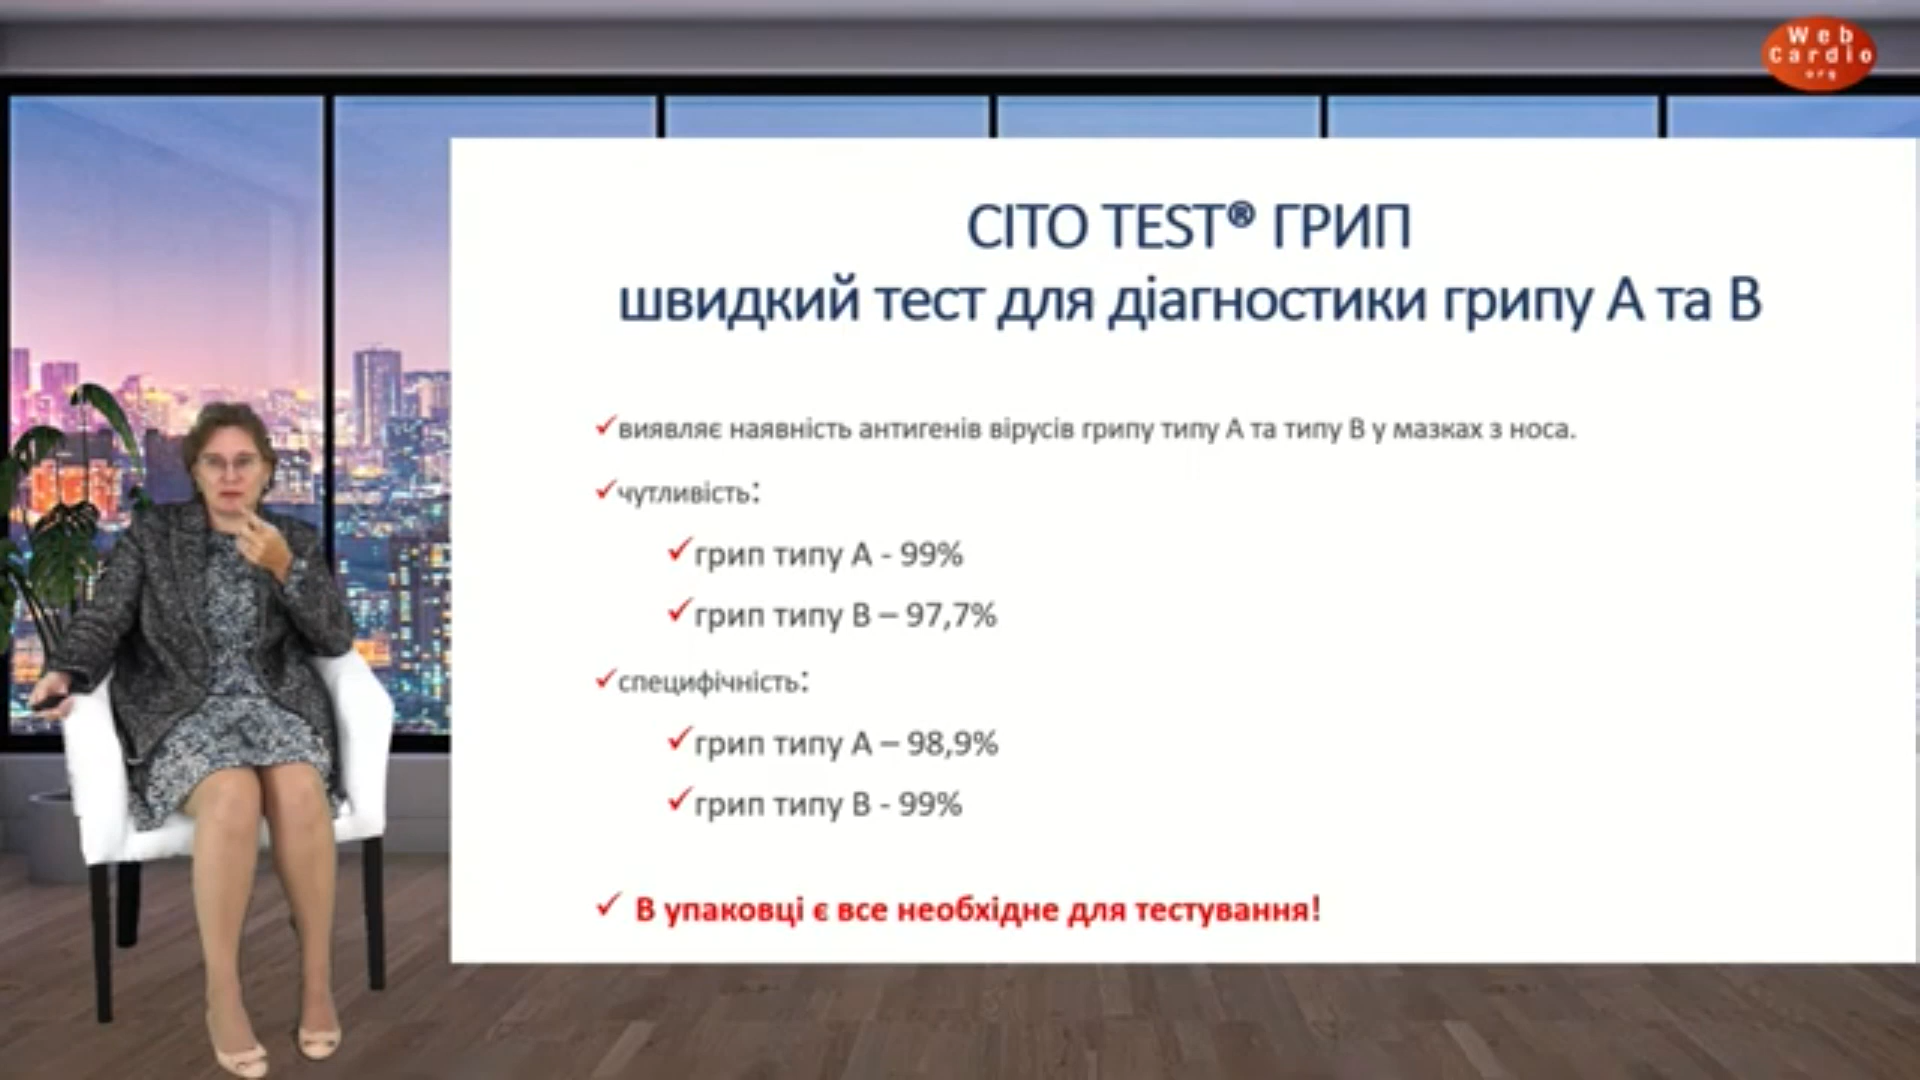 Web
Cardio
org
CITO TEST® ГРИП
швидкий тест для діагностики грипу А та В
✓виявляє наявність антигенів вірусів грипу типу А та типу В у мазках з носа.
✓чутливість:
✓грип типу А - 99%
✓грип типу В – 97,7%
✓специфічність:
✓грип типу А – 98,9%
✓грип типу В - 99%
✓ В упаковці є все необхідне для тестування!